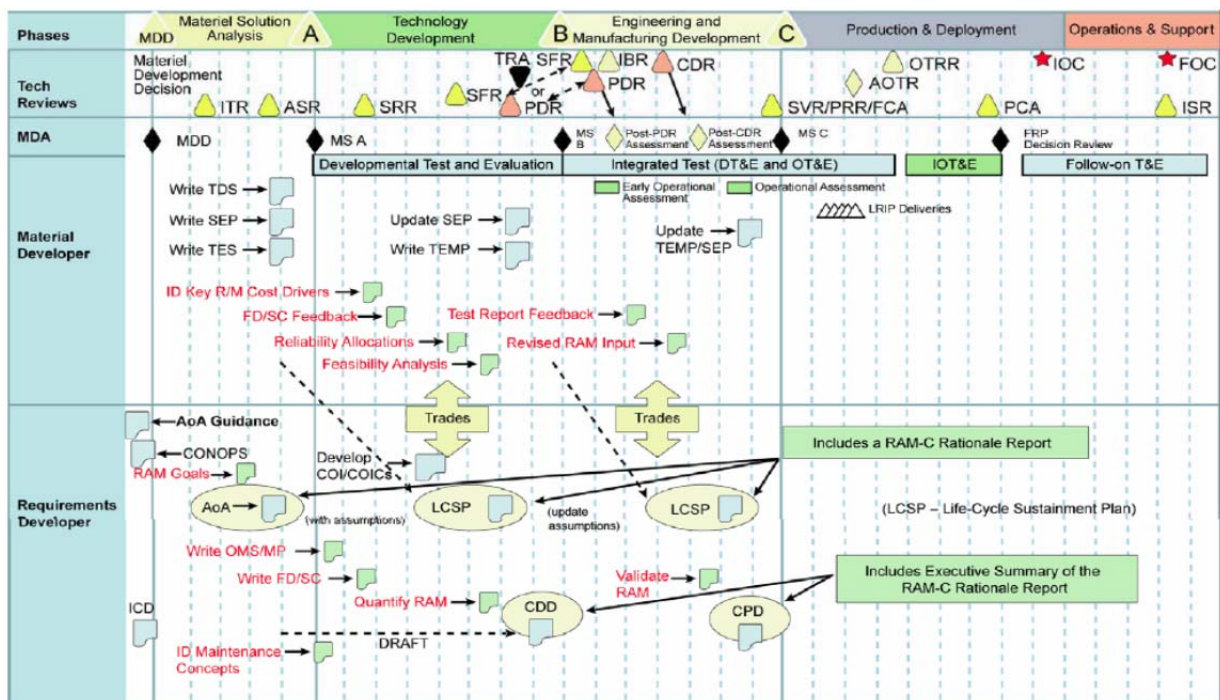 Phases
MDD
Materiel Solution
Analysis
A
Technology
Development
B
Engineering and
Manufacturing Development
C
Production & Deployment
Operations & Support
Tech
Reviews
Materiel
Development
Decision
ITR
ASR
SRR
SFR
TRA
or
PDR
SFR
IBR
PDR
CDR
SVR/PRR/FCA
OTRR
AOTR
PCA
IOC
FOC
ISR
MDA
MDD
MS A
MS
B
Post-PDR
Assessment
Post-CDR
Assessment
MS C
FRP
Decision Review
Material
Developer
Developmental Test and Evaluation
Integrated Test (DT&E and OT&E)
IOT&E
Follow-on T&E
Early Operational
Assessment
Operational Assessment
LRIP Deliveries
Write TDS
Write SEP
Write TES
Update SEP
Write TEMP
Update
TEMP/SEP
ID Key R/M Cost Drivers
FD/SC Feedback
Reliability Allocations
Feasibility Analysis
Test Report Feedback
Revised RAM Input
Trades
Trades
Requirements
Developer
AoA Guidance
CONOPS
RAM Goals
Develop
COI/COICs
Includes a RAM-C Rationale Report
AoA
(with assumptions)
LCSP
(update
assumptions)
LCSP
(LCSP – Life-Cycle Sustainment Plan)
Write OMS/MP
Write FD/SC
Quantify RAM
Validate
RAM
Includes Executive Summary of the
RAM-C Rationale Report
ICD
CDD
CPD
DRAFT
ID Maintenance
Concepts